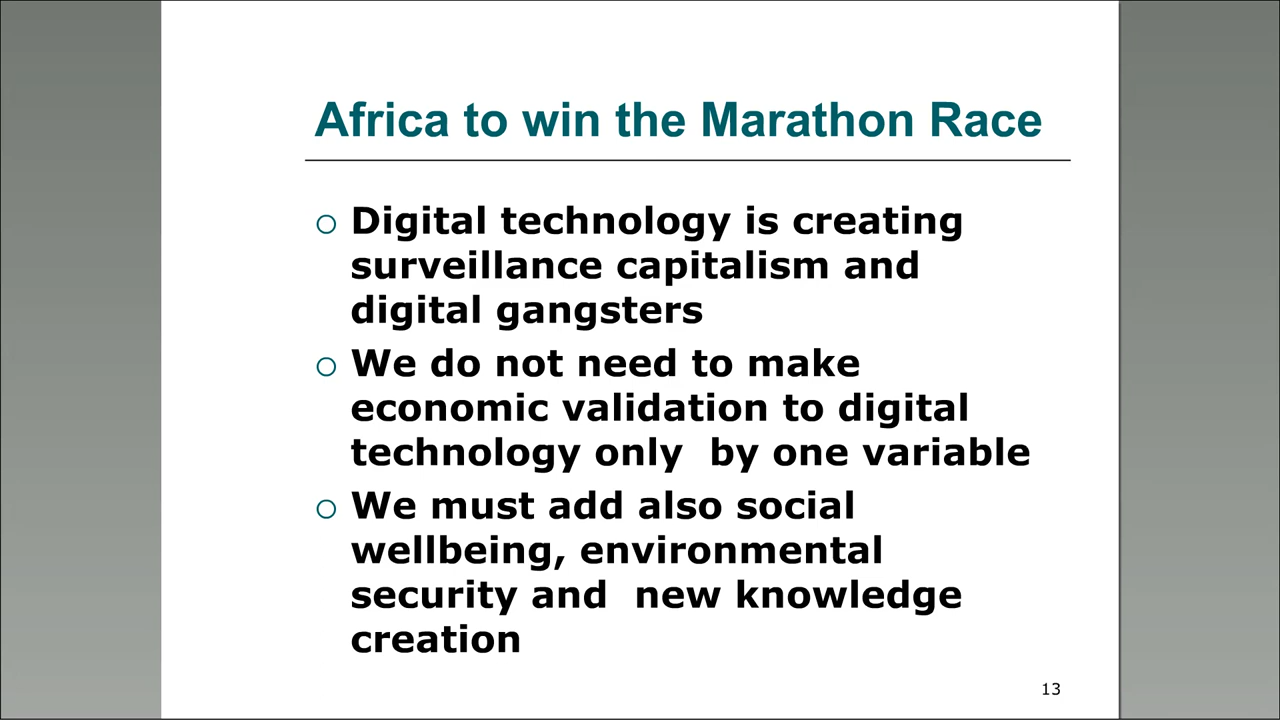 Africa to win the Marathon Race
Digital technology is creating
surveillance capitalism and
digital gangsters
We do not need to make
economic validation to digital
technology only  by one variable
We must add also social
wellbeing, environmental
security and  new knowledge
creation
13